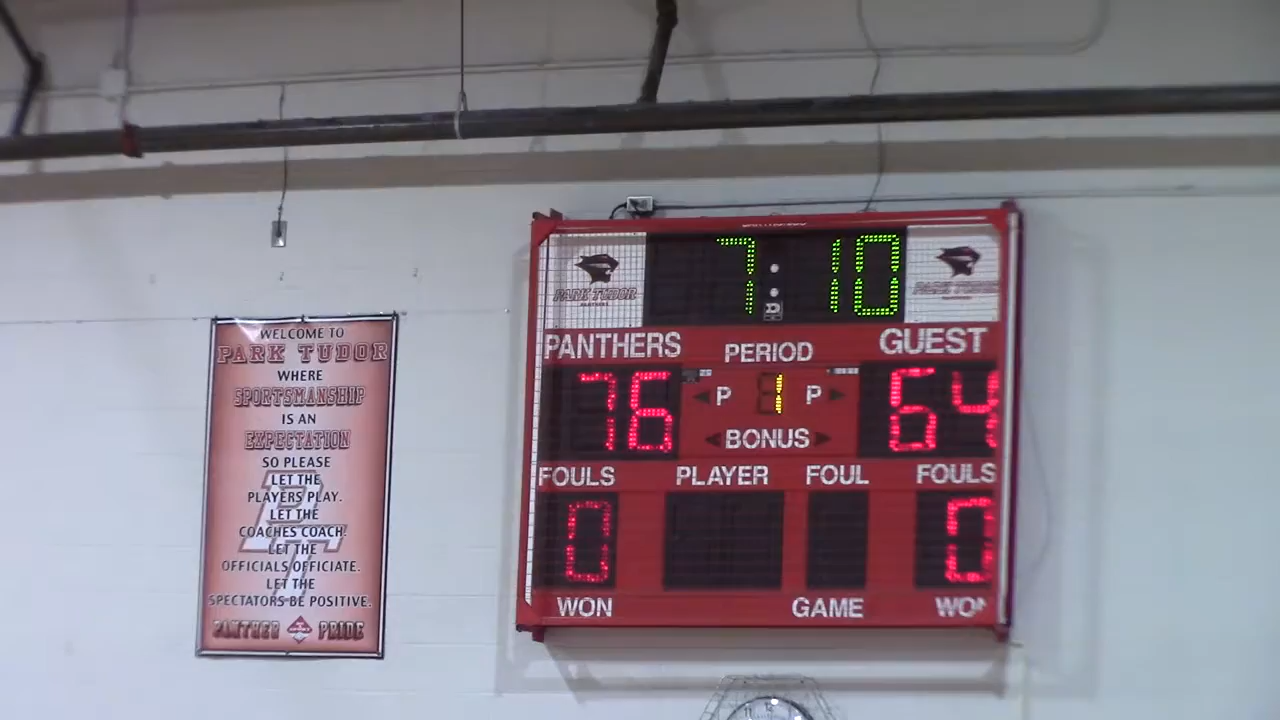 WELCOME TO
PARK TUDOR
WHERE
SPORTSMANSHIP
IS AN
EXPECTATION
SO PLEASE
LET THE
PLAYERS PLAY.
LET THE
COACHES COACH.
LET THE
OFFICIALS OFFICIATE.
LET THE
SPECTATORS BE POSITIVE.
PANTHER PRIDE
PARK TUDOR
7:10
PARK TUDOR
PANTHERS PERIOD GUEST
76 P 1 P 64
BONUS
FOULS PLAYER FOUL FOULS
0 0
WON GAME WON
12